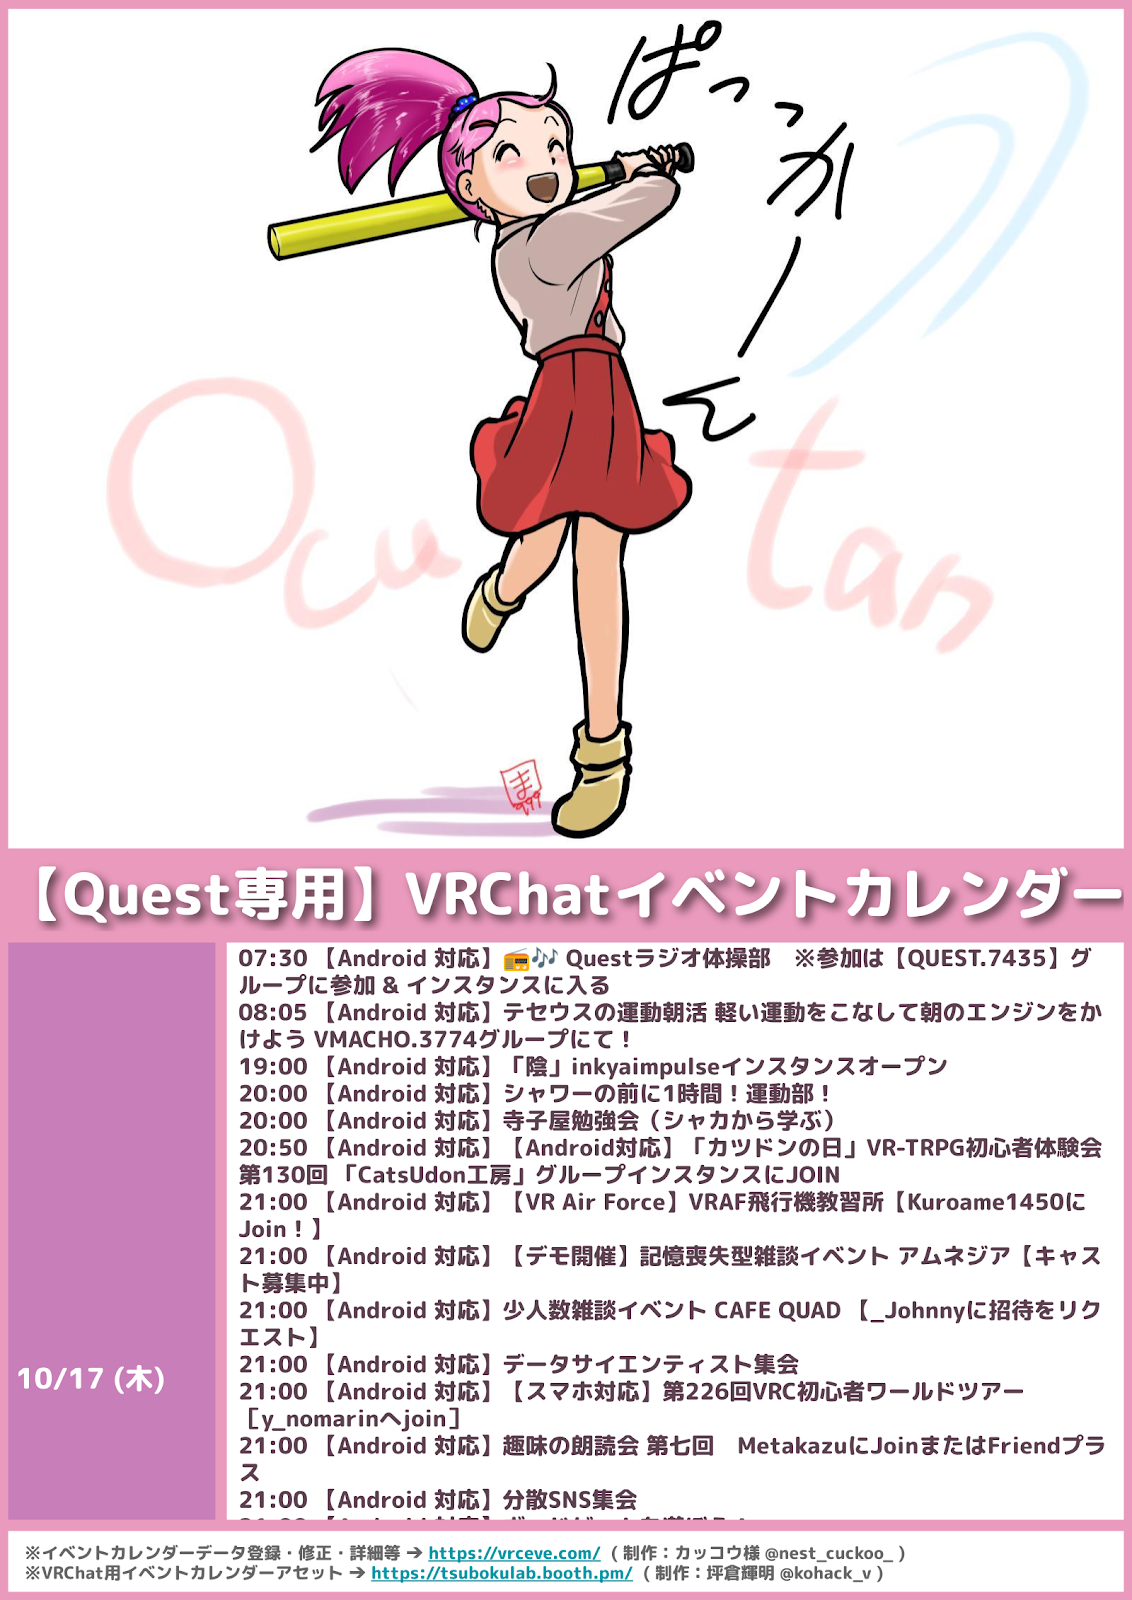 ぱっっかーん
Ocu tan
ま
999
【Quest専用】VRChatイベントカレンダー
10/17 (木)
07:30 【Android 対応】📻🎶 Questラジオ体操部　※参加は【QUEST.7435】グ
ループに参加 & インスタンスに入る
08:05 【Android 対応】テセウスの運動朝活 軽い運動をこなして朝のエンジンをか
けよう VMACHO.3774グループにて！
19:00 【Android 対応】「陰」inkyaimpulseインスタンスオープン
20:00 【Android 対応】シャワーの前に1時間！運動部！
20:00 【Android 対応】寺子屋勉強会（シャカから学ぶ）
20:50 【Android 対応】【Android対応】「カツドンの日」VR-TRPG初心者体験会
第130回 「CatsUdon工房」グループインスタンスにJOIN
21:00 【Android 対応】【VR Air Force】VRAF飛行機教習所【Kuroame1450に
Join！】
21:00 【Android 対応】【デモ開催】記憶喪失型雑談イベント アムネジア【キャス
ト募集中】
21:00 【Android 対応】少人数雑談イベント CAFE QUAD 【_Johnnyに招待をリク
エスト】
21:00 【Android 対応】データサイエンティスト集会
21:00 【Android 対応】【スマホ対応】第226回VRC初心者ワールドツアー
［y_nomarinへjoin］
21:00 【Android 対応】趣味の朗読会 第七回　MetakazuにJoinまたはFriendプラ
ス
21:00 【Android 対応】分散SNS集会
※イベントカレンダーデータ登録・修正・詳細等 ➔ https://vrceve.com/ ( 制作：カッコウ様 @nest_cuckoo_ )
※VRChat用イベントカレンダーアセット ➔ https://tsubokulab.booth.pm/ ( 制作：坪倉輝明 @kohack_v )